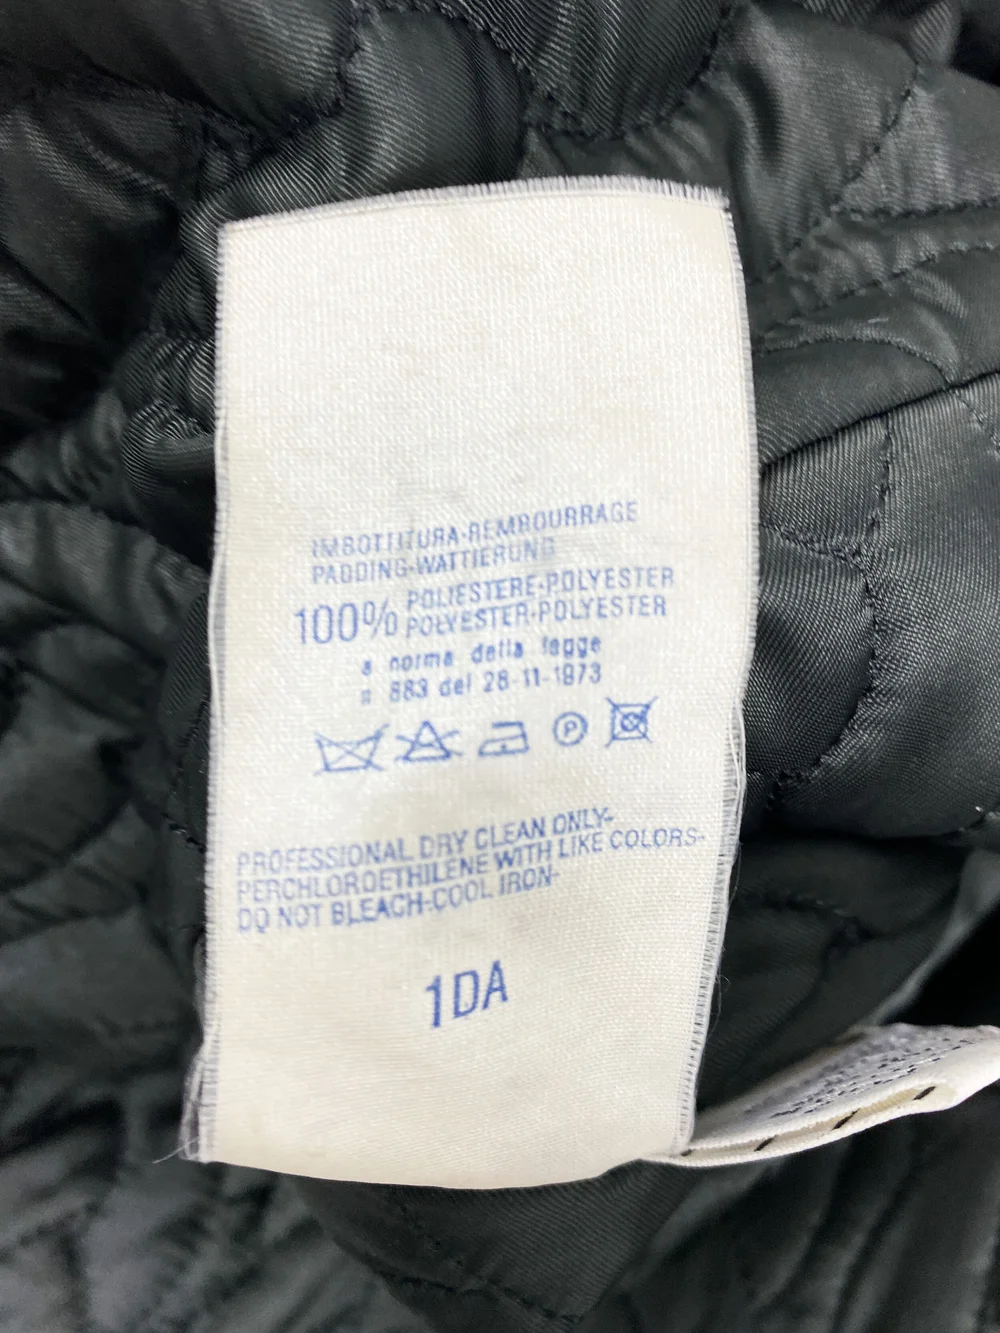 IMBOTTITURA-REMBOURRAGE
PADDING-WATTIERUNG
100% POLIESTERE-POLYESTER
POLYESTER-POLYESTER
a norma della legge
n 883 del 26-11-1973
P
PROFESSIONAL DRY CLEAN ONLY-
PERCHLOROETHILENE WITH LIKE COLORS-
DO NOT BLEACH-COOL IRON-
1DA